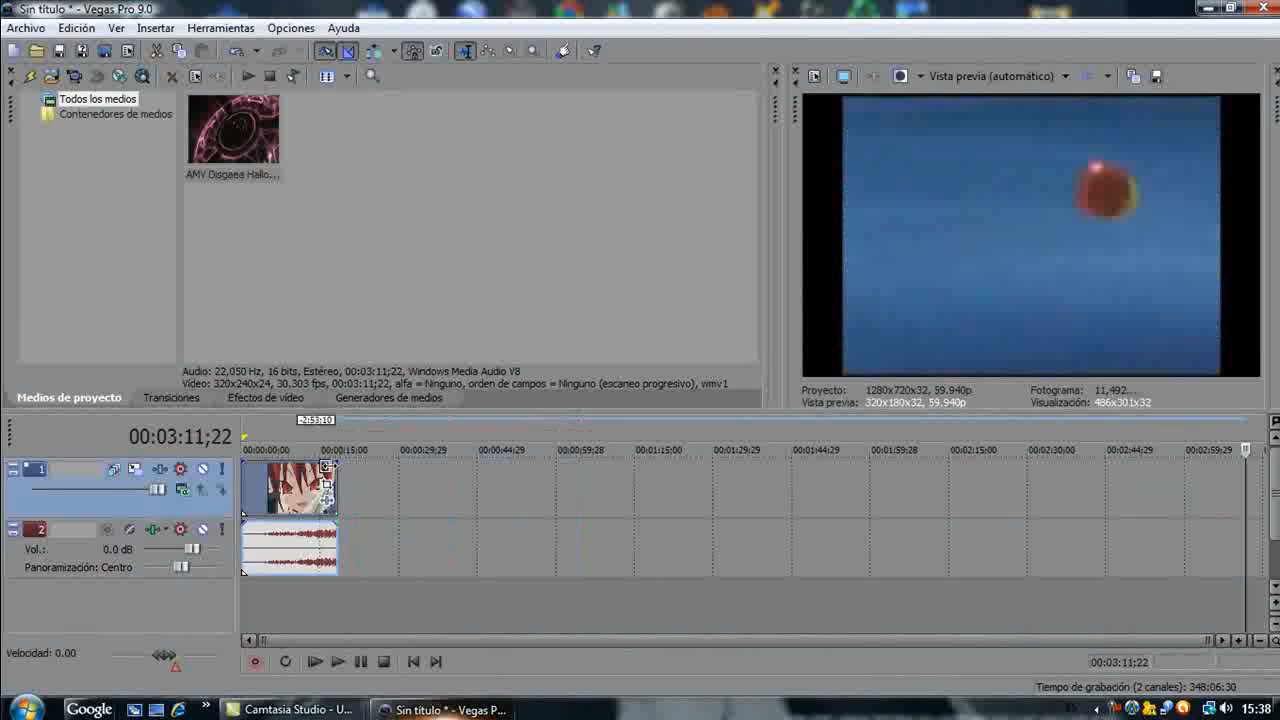 Sin título * - Vegas Pro 9.0
Archivo Edición Ver Insertar Herramientas Opciones Ayuda
Vista previa (automático)
Todos los medios
Contenedores de medios
AMV Disgaea Hallo...
Audio: 22,050 Hz, 16 bits, Estéreo, 00:03:11;22, Windows Media Audio V8
Vídeo: 320x240x24, 30.303 fps, 00:03:11;22, alfa = Ninguno, orden de campos = Ninguno (escaneo progresivo), wmv1
Proyecto: 1280x720x32, 59.940p Fotograma: 11,492...
Vista previa: 320x180x32, 59.940p Visualización: 486x301x32
Medios de proyecto Transiciones Efectos de vídeo Generadores de medios
-2:53;10
00:03:11;22
00:00:00;00 00:00:15;00 00:00:29;29 00:00:44;29 00:00:59;28 00:01:15;00 00:01:29;29 00:01:44;29 00:01:59;28 00:02:15;00 00:02:30;00 00:02:44;29 00:02:59;29
1
2
Vol.: 0.0 dB
Panoramización: Centro
Velocidad: 0.00
00:03:11;22
Tiempo de grabación (2 canales): 348:06:30
Google Camtasia Studio - U... Sin título * - Vegas P... 15:38